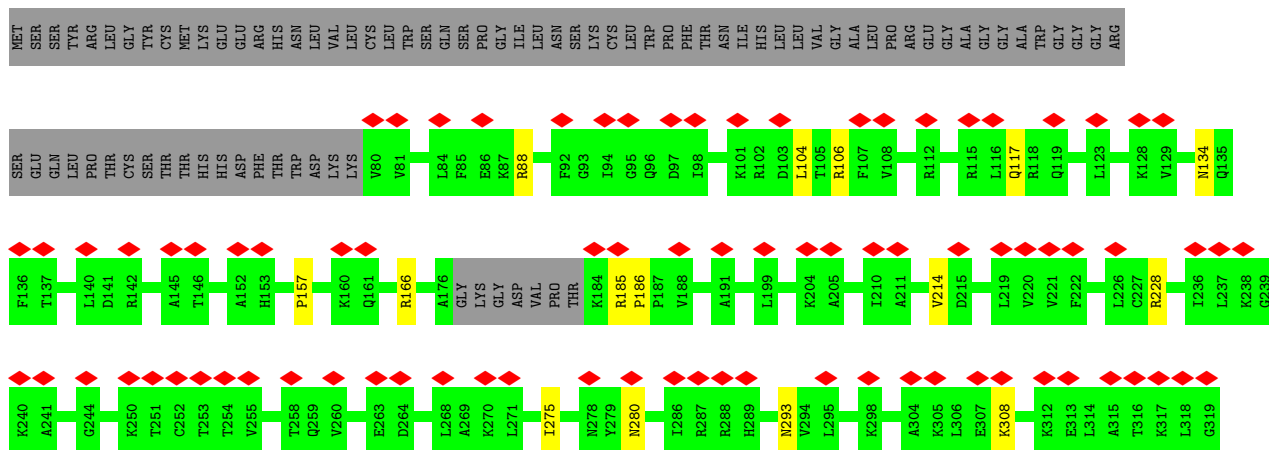 MET SER SER TYR ARG LEU GLY TYR CYS MET LYS GLU GLU ARG HIS ASN LEU VAL LEU CYS LEU TRP SER GLN SER PRO GLY ILE LEU ASN SER LYS CYS LEU TRP PRO PHE THR ASN ILE HIS LEU LEU VAL GLY ALA LEU PRO ARG GLU GLY ALA GLY GLY ALA TRP GLY GLY GLY ARG
SER GLU GLN LEU PRO THR CYS SER THR THR HIS HIS ASP PHE THR TRP ASP LYS LYS V80 V81 L84 F85 E86 K87 R88 F92 G93 I94 G95 Q96 D97 I98 K101 R102 D103 L104 T105 R106 F107 V108 R112 R115 L116 Q117 R118 Q119 L123 K128 V129 N134 Q135
F136 T137 L140 D141 R142 A145 T146 A152 H153 P157 K160 Q161 R166 A176 GLY LYS GLY ASP VAL PRO THR K184 R185 P186 P187 V188 A191 L199 K204 A205 I210 A211 V214 D215 L219 V220 V221 F222 L226 C227 R228 I236 L237 K238 G239
K240 A241 G244 K250 T251 C252 T253 T254 V255 T258 Q259 V260 E263 D264 L268 A269 K270 L271 I275 N278 Y279 N280 I286 R287 R288 H289 N293 V294 L295 K298 A304 K305 L306 E307 K308 K312 E313 L314 A315 T316 K317 L318 G319